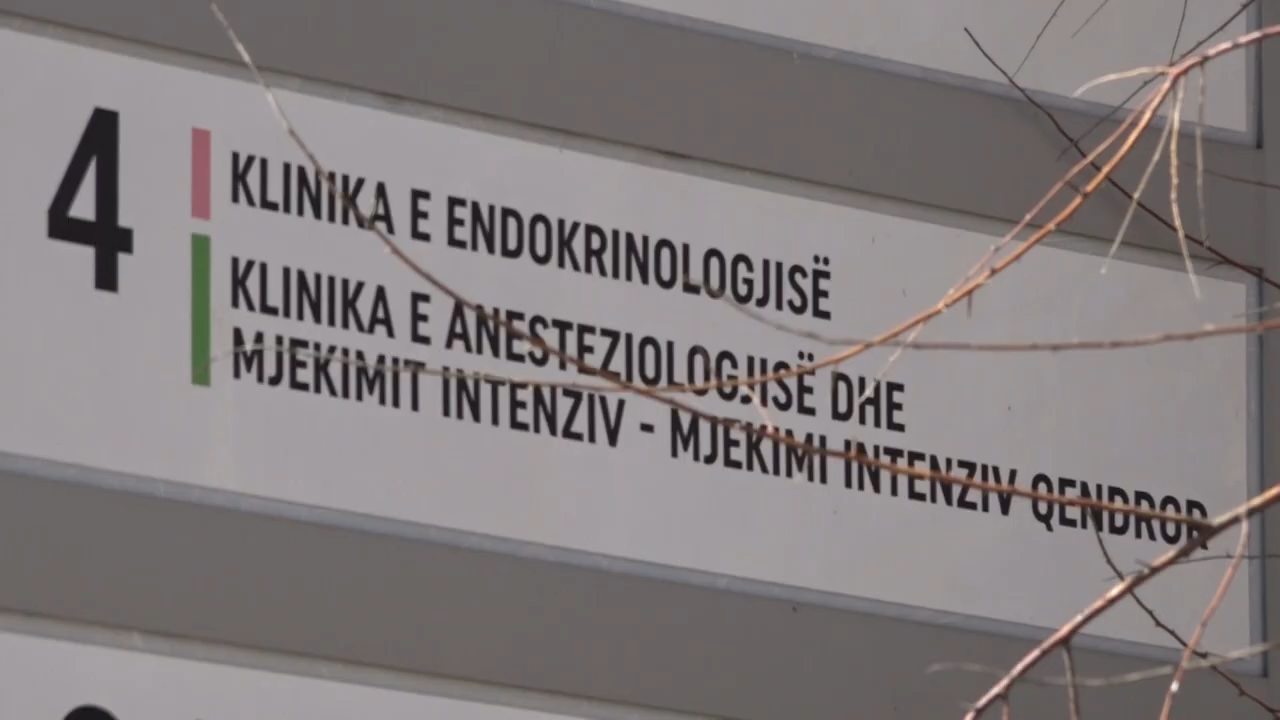 4
KLINIKA E ENDOKRINOLOGJISË
KLINIKA E ANESTEZIOLOGJISË DHE
MJEKIMIT INTENZIV - MJEKIMI INTENZIV QENDROR